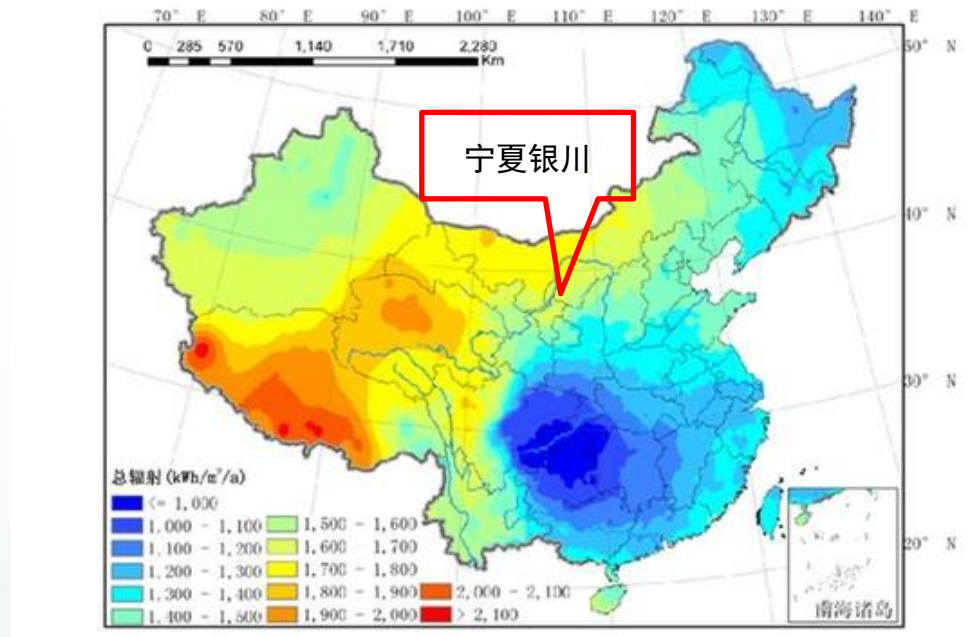 70° E 80° E 90° E 100° E 110° E 120° E 130° E 140° E
0 285 570 1,140 1,710 2,280
Km
50° N
宁夏银川
40° N
30° N
20° N
总辐射(kWh/m²/a)
<= 1,000
1,000 - 1,100
1,100 - 1,200
1,200 - 1,300
1,300 - 1,400
1,400 - 1,500
1,500 - 1,600
1,600 - 1,700
1,700 - 1,800
1,800 - 1,900
1,900 - 2,000
2,000 - 2,100
> 2,100
南海诸岛